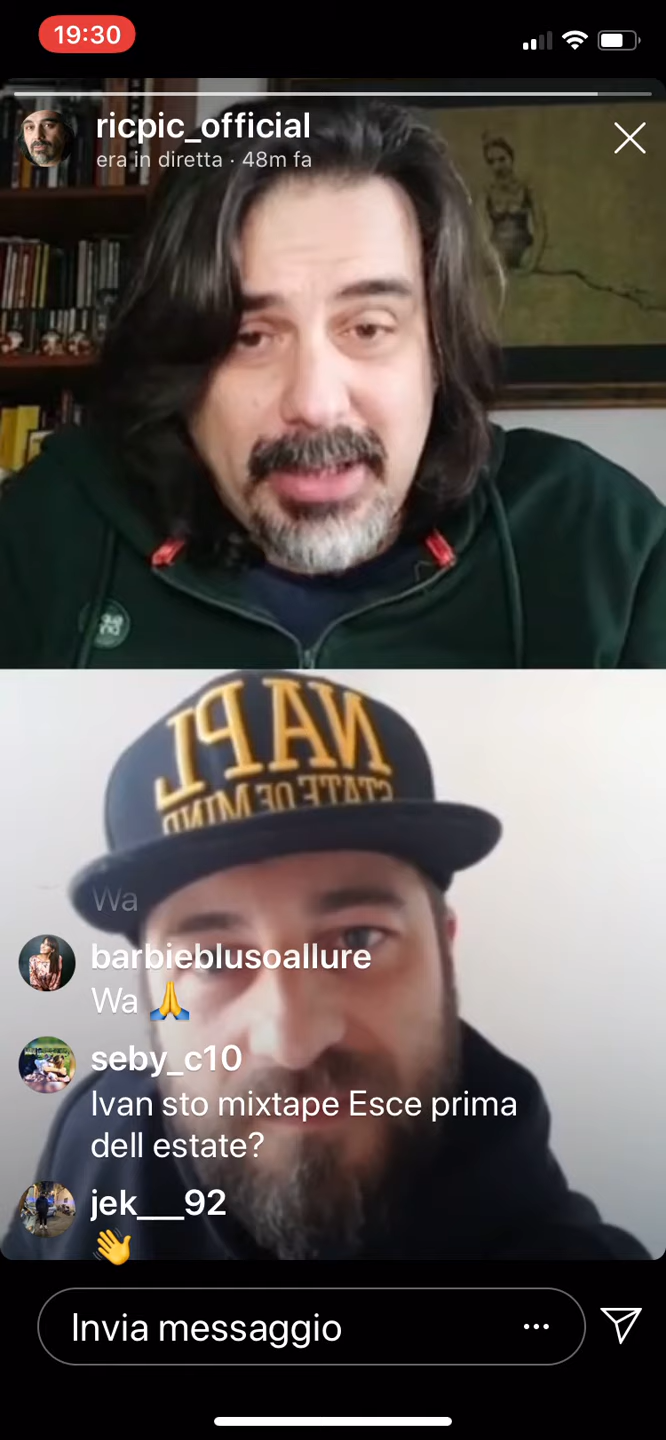 19:30
ricpic_official
era in diretta · 48m fa
NAPL
STATE OF MIND
Wa
barbieblusoallure
Wa 🙏
seby_c10
Ivan sto mixtape Esce prima
dell estate?
jek___92
👋
Invia messaggio